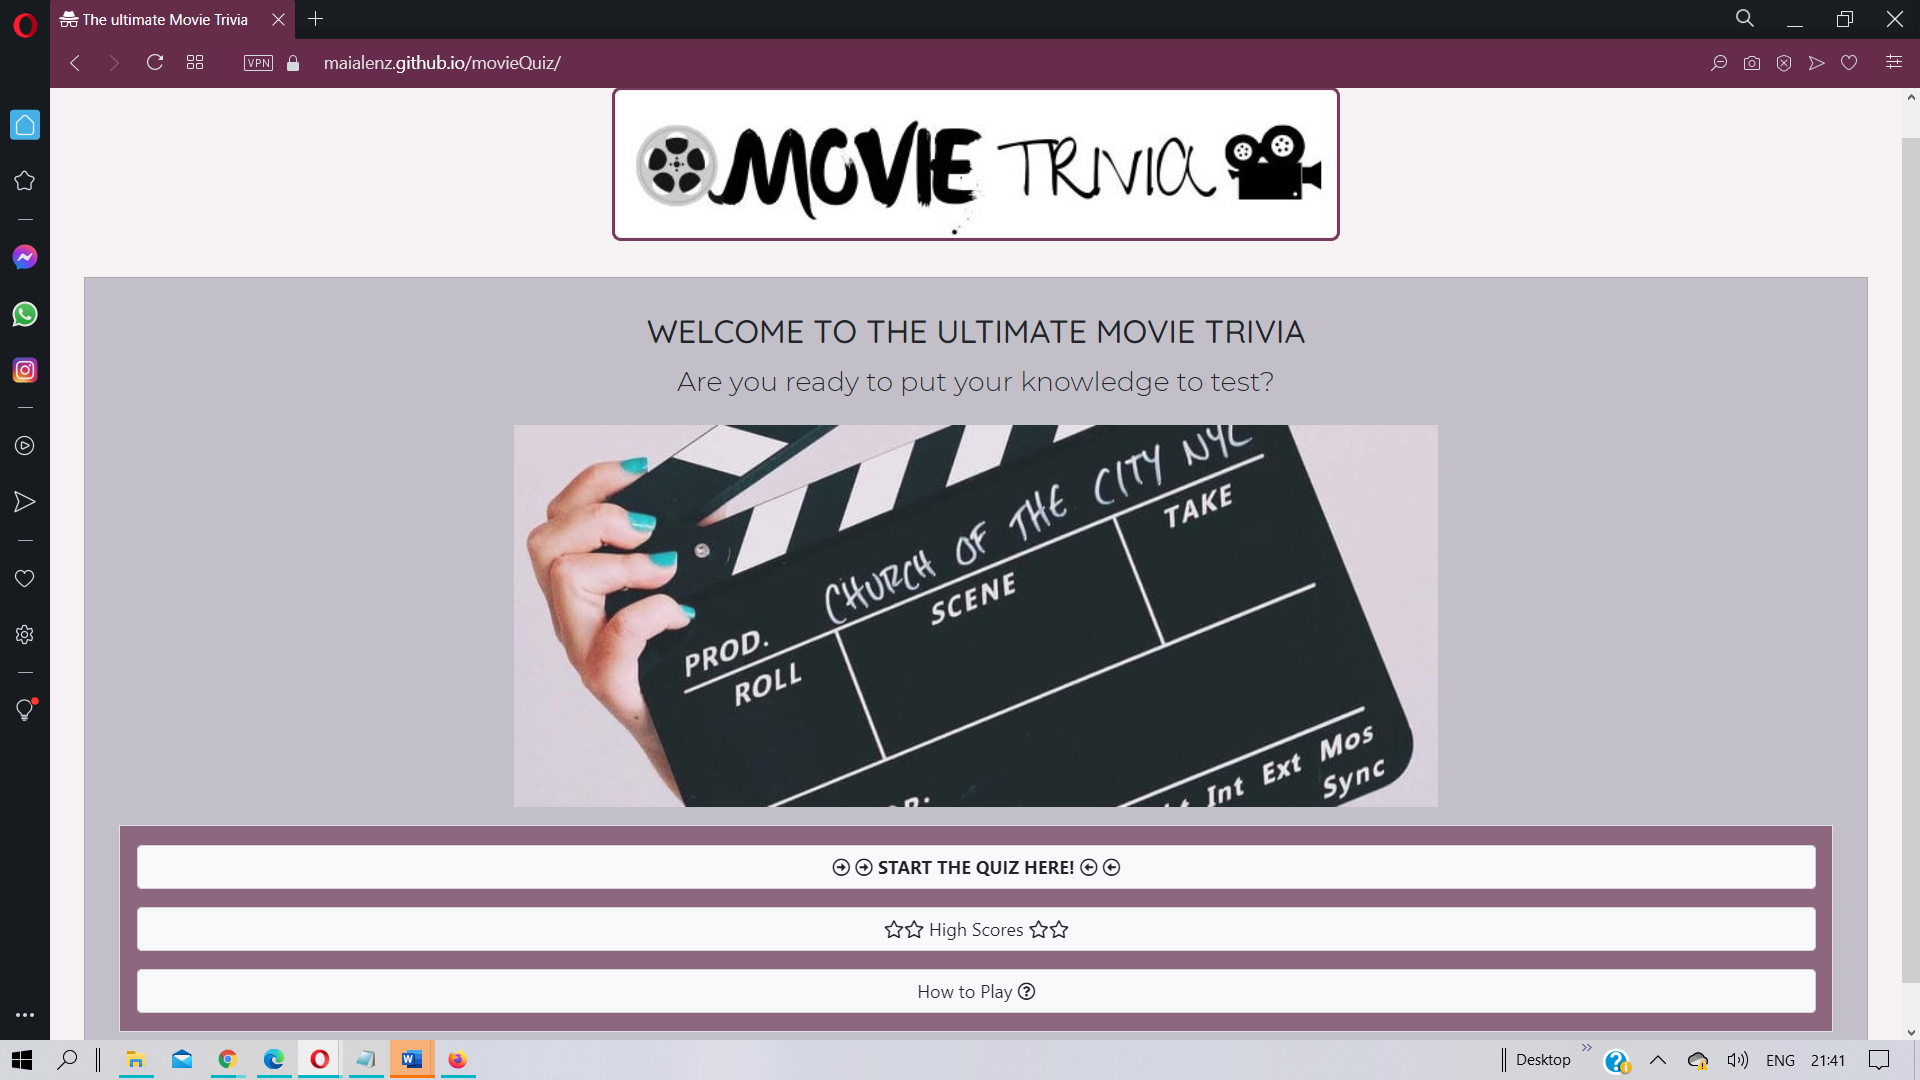 The ultimate Movie Trivia
VPN
maialenz.github.io/movieQuiz/
MOVIE TRIVIA
WELCOME TO THE ULTIMATE MOVIE TRIVIA
Are you ready to put your knowledge to test?
CHURCH OF THE CITY NYC
PROD.
ROLL
SCENE
TAKE
Int Ext Mos
Sync
START THE QUIZ HERE!
High Scores
How to Play
Desktop
ENG
21:41